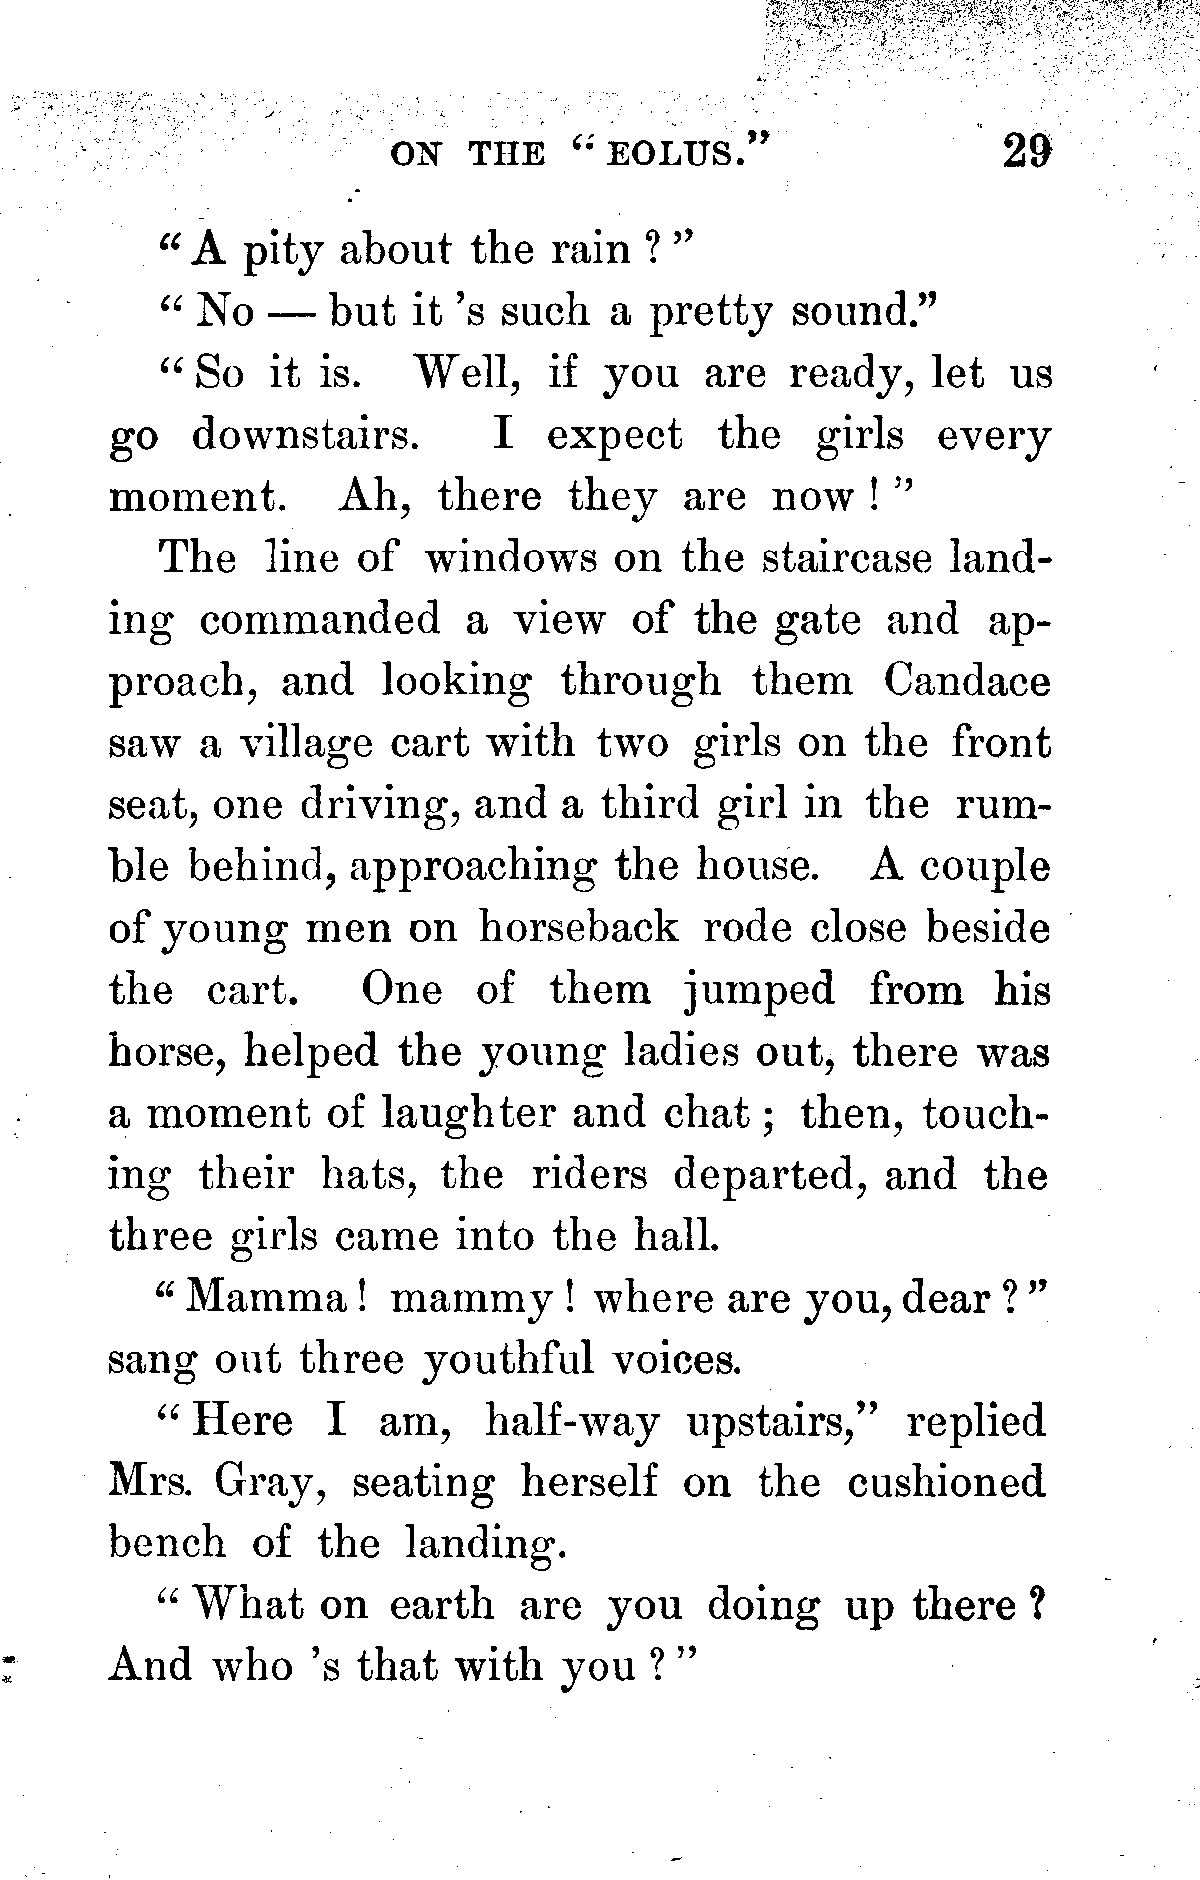 ON THE “EOLUS.” 29
“A pity about the rain?”
“No — but it 's such a pretty sound.”
“So it is. Well, if you are ready, let us
go downstairs. I expect the girls every
moment. Ah, there they are now!”
The line of windows on the staircase land-
ing commanded a view of the gate and ap-
proach, and looking through them Candace
saw a village cart with two girls on the front
seat, one driving, and a third girl in the rum-
ble behind, approaching the house. A couple
of young men on horseback rode close beside
the cart. One of them jumped from his
horse, helped the young ladies out, there was
a moment of laughter and chat; then, touch-
ing their hats, the riders departed, and the
three girls came into the hall.
“Mamma! mammy! where are you, dear?”
sang out three youthful voices.
“Here I am, half-way upstairs,” replied
Mrs. Gray, seating herself on the cushioned
bench of the landing.
“What on earth are you doing up there?
And who 's that with you?”